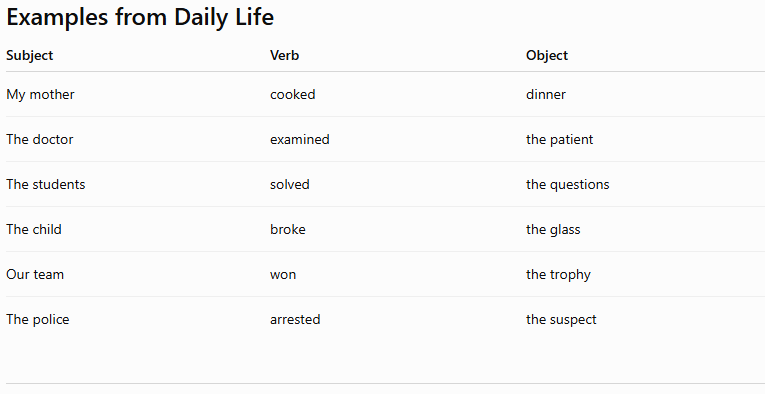 Examples from Daily Life
Subject Verb Object
My mother cooked dinner
The doctor examined the patient
The students solved the questions
The child broke the glass
Our team won the trophy
The police arrested the suspect